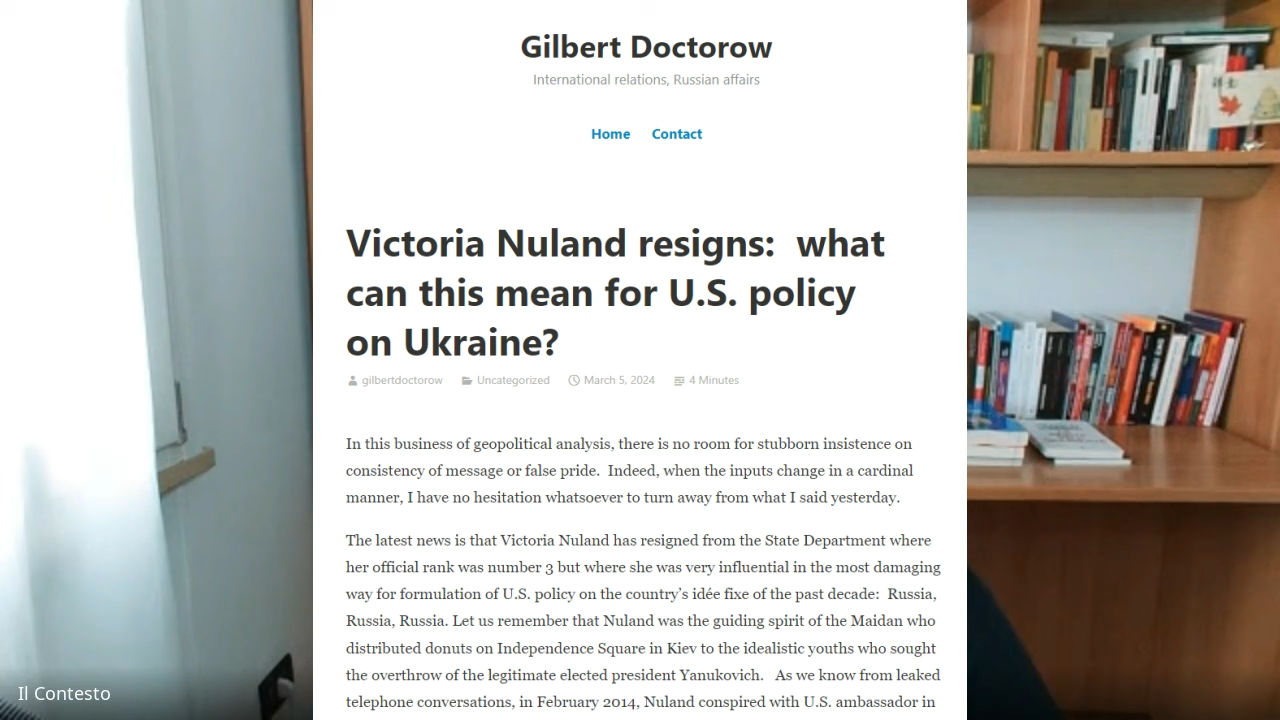 Gilbert Doctorow
International relations, Russian affairs
Home Contact
Victoria Nuland resigns: what
can this mean for U.S. policy
on Ukraine?
gilbertdoctorow Uncategorized March 5, 2024 4 Minutes
In this business of geopolitical analysis, there is no room for stubborn insistence on
consistency of message or false pride. Indeed, when the inputs change in a cardinal
manner, I have no hesitation whatsoever to turn away from what I said yesterday.
The latest news is that Victoria Nuland has resigned from the State Department where
her official rank was number 3 but where she was very influential in the most damaging
way for formulation of U.S. policy on the country’s idée fixe of the past decade: Russia,
Russia, Russia. Let us remember that Nuland was the guiding spirit of the Maidan who
distributed donuts on Independence Square in Kiev to the idealistic youths who sought
the overthrow of the legitimate elected president Yanukovich. As we know from leaked
telephone conversations, in February 2014, Nuland conspired with U.S. ambassador in
Il Contesto